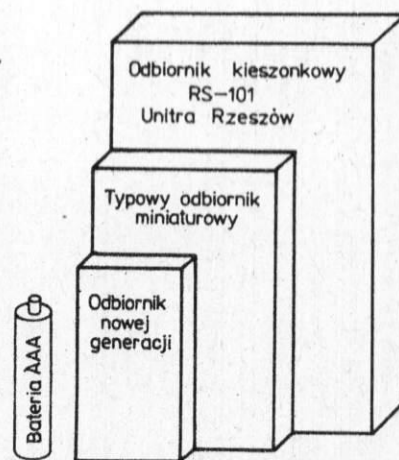 Odbiornik kieszonkowy
RS-101
Unitra Rzeszów
Typowy odbiornik
miniaturowy
Odbiornik
nowej
generacji
Bateria AAA